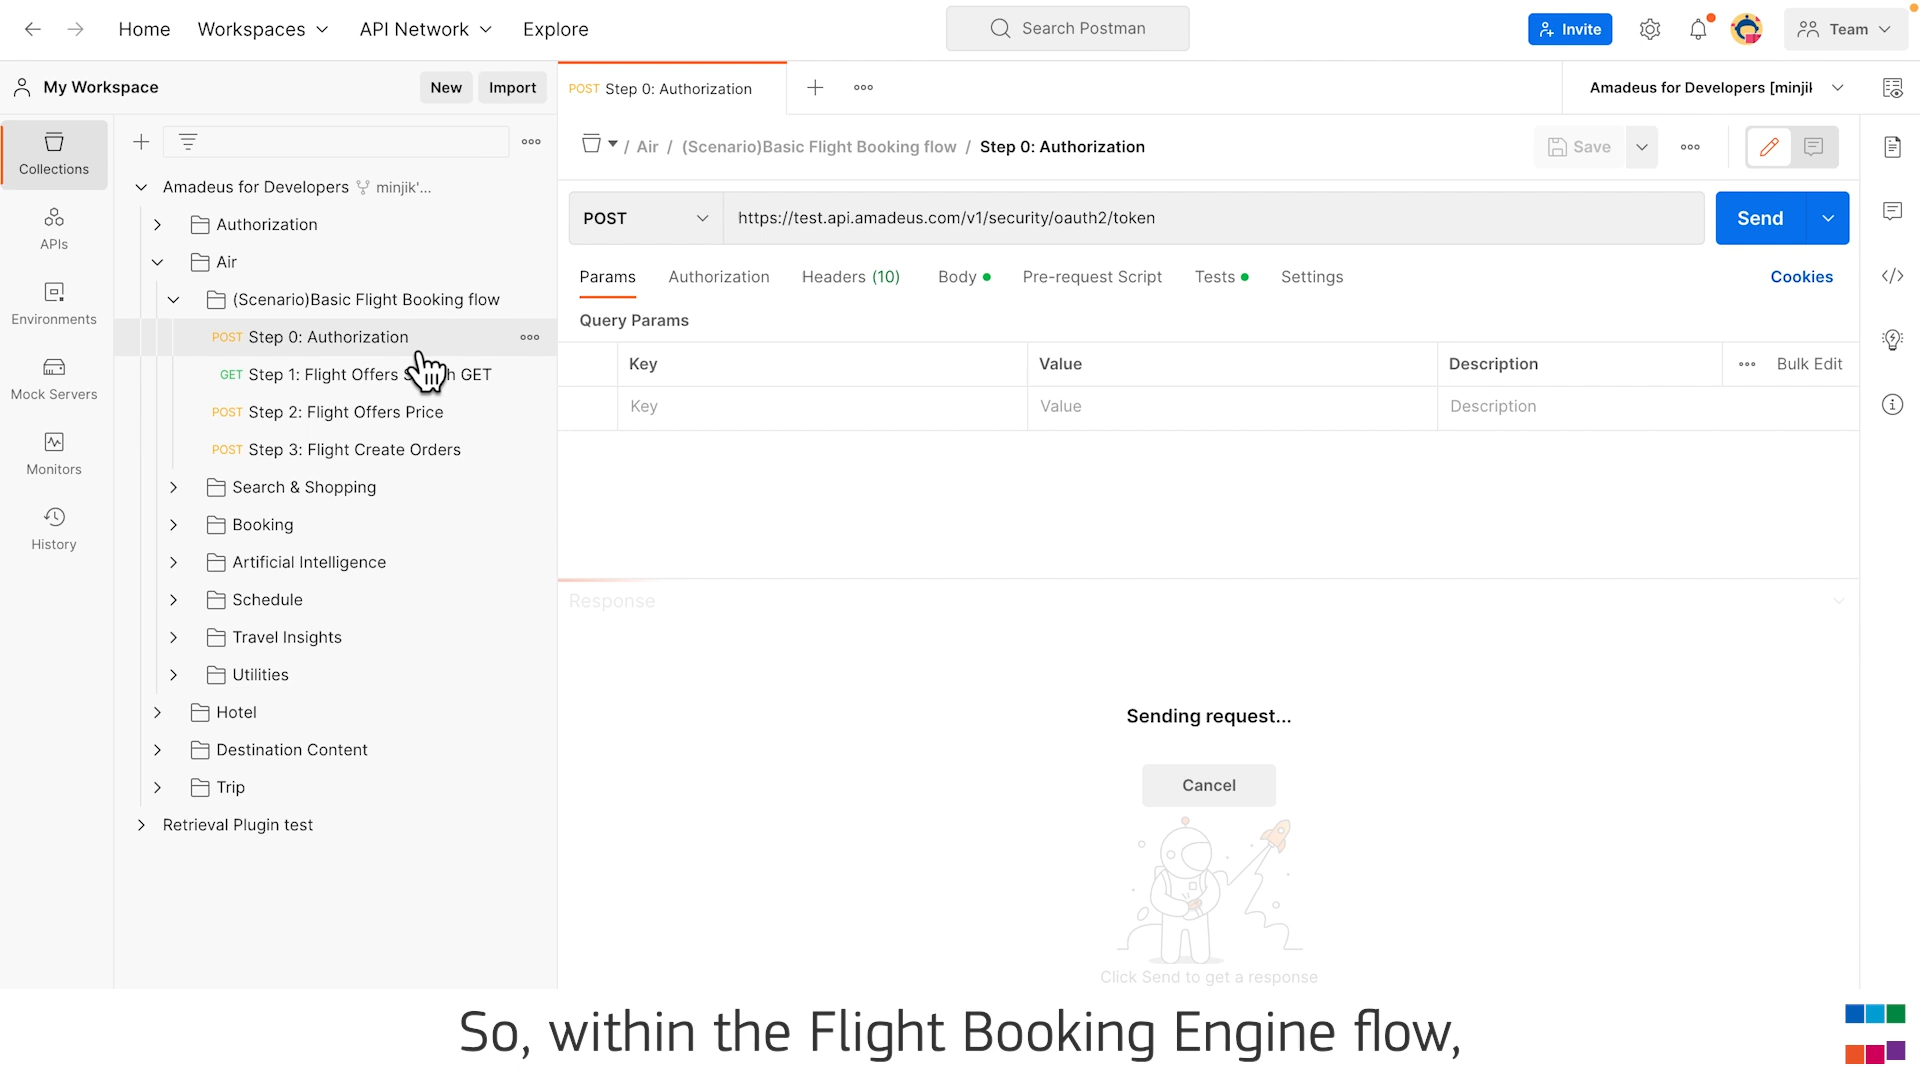 Home Workspaces API Network Explore Search Postman Invite Team
My Workspace New Import POST Step 0: Authorization Amadeus for Developers [minjik
Collections
APIs
Environments
Mock Servers
Monitors
History
Amadeus for Developers minjik'...
Authorization
Air
(Scenario)Basic Flight Booking flow
POST Step 0: Authorization
GET Step 1: Flight Offers GET
POST Step 2: Flight Offers Price
POST Step 3: Flight Create Orders
Search & Shopping
Booking
Artificial Intelligence
Schedule
Travel Insights
Utilities
Hotel
Destination Content
Trip
Retrieval Plugin test
/ Air / (Scenario)Basic Flight Booking flow / Step 0: Authorization Save
POST https://test.api.amadeus.com/v1/security/oauth2/token Send
Params Authorization Headers (10) Body Pre-request Script Tests Settings Cookies
Query Params
Key Value Description Bulk Edit
Key Value Description
Response
Sending request...
Cancel
Click Send to get a response
So, within the Flight Booking Engine flow,